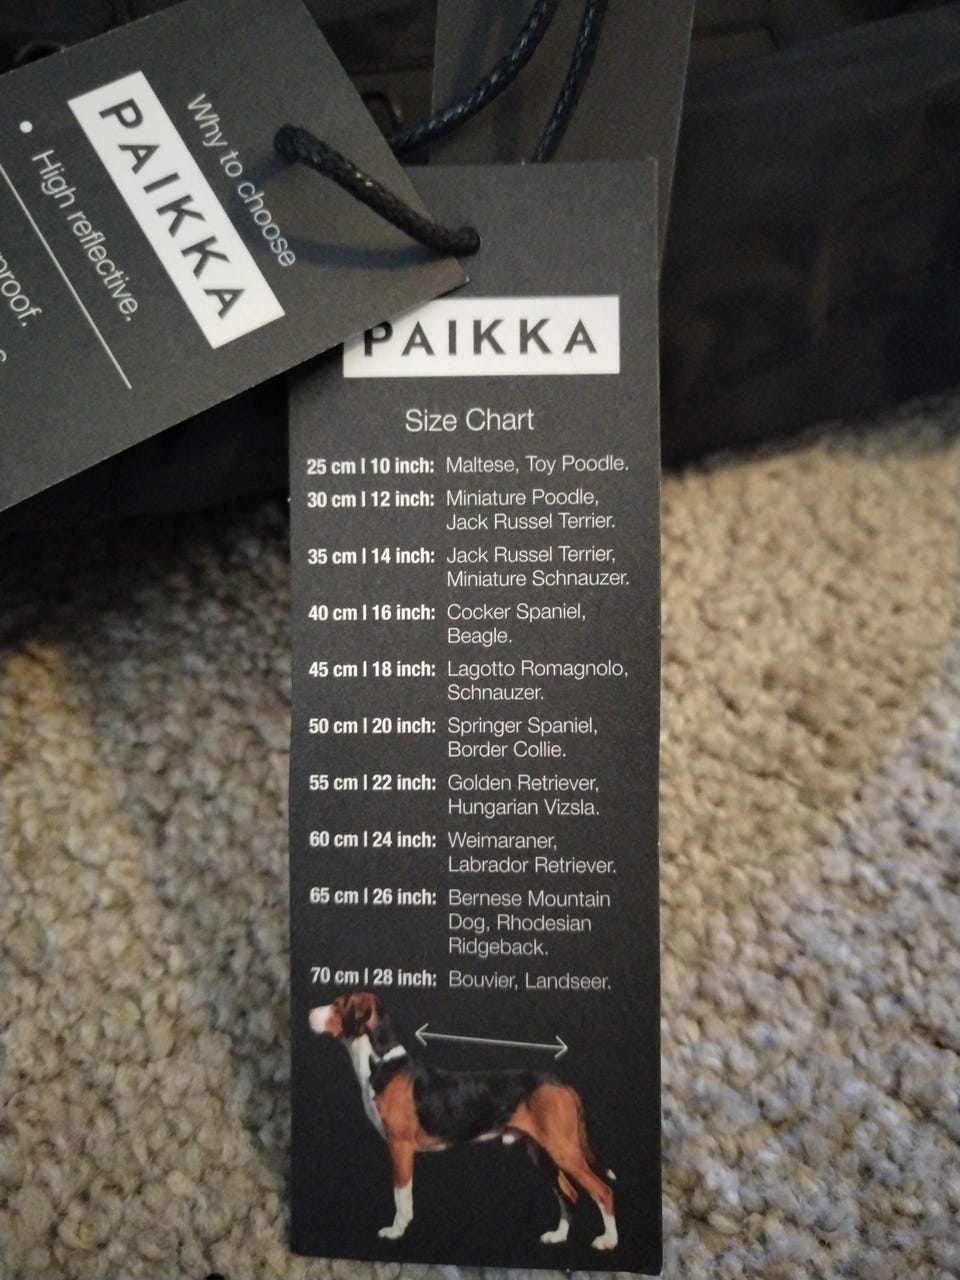 Why to choose
PAIKKA
• High reflective.
proof.
PAIKKA
Size Chart
25 cm | 10 inch: Maltese, Toy Poodle.
30 cm | 12 inch: Miniature Poodle,
Jack Russel Terrier.
35 cm | 14 inch: Jack Russel Terrier,
Miniature Schnauzer.
40 cm | 16 inch: Cocker Spaniel,
Beagle.
45 cm | 18 inch: Lagotto Romagnolo,
Schnauzer.
50 cm | 20 inch: Springer Spaniel,
Border Collie.
55 cm | 22 inch: Golden Retriever,
Hungarian Vizsla.
60 cm | 24 inch: Weimaraner,
Labrador Retriever.
65 cm | 26 inch: Bernese Mountain
Dog, Rhodesian
Ridgeback.
70 cm | 28 inch: Bouvier, Landseer.